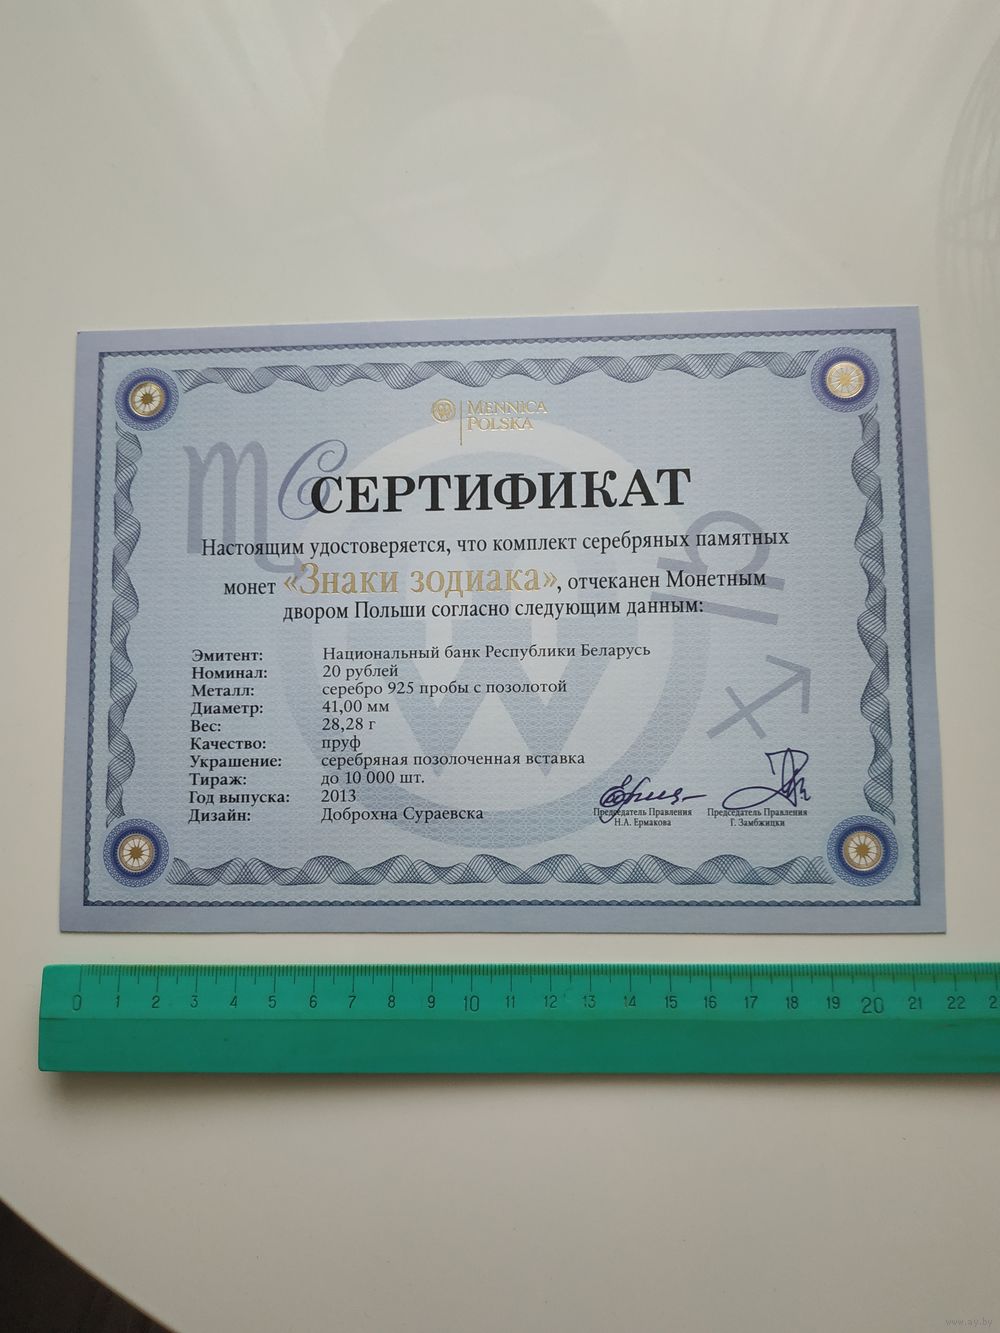 MENNICA
POLSKA
СЕРТИФИКАТ
Настоящим удостоверяется, что комплект серебряных памятных
монет «Знаки зодиака», отчеканен Монетным
двором Польши согласно следующим данным:
Эмитент: Национальный банк Республики Беларусь
Номинал: 20 рублей
Металл: серебро 925 пробы с позолотой
Диаметр: 41,00 мм
Вес: 28,28 г
Качество: пруф
Украшение: серебряная позолоченная вставка
Тираж: до 10 000 шт.
Год выпуска: 2013
Дизайн: Доброхна Сураевска
Председатель Правления
Н.А. Ермакова
Председатель Правления
Г. Замбжицки
0 1 2 3 4 5 6 7 8 9 10 11 12 13 14 15 16 17 18 19 20 21 22
www.ay.by